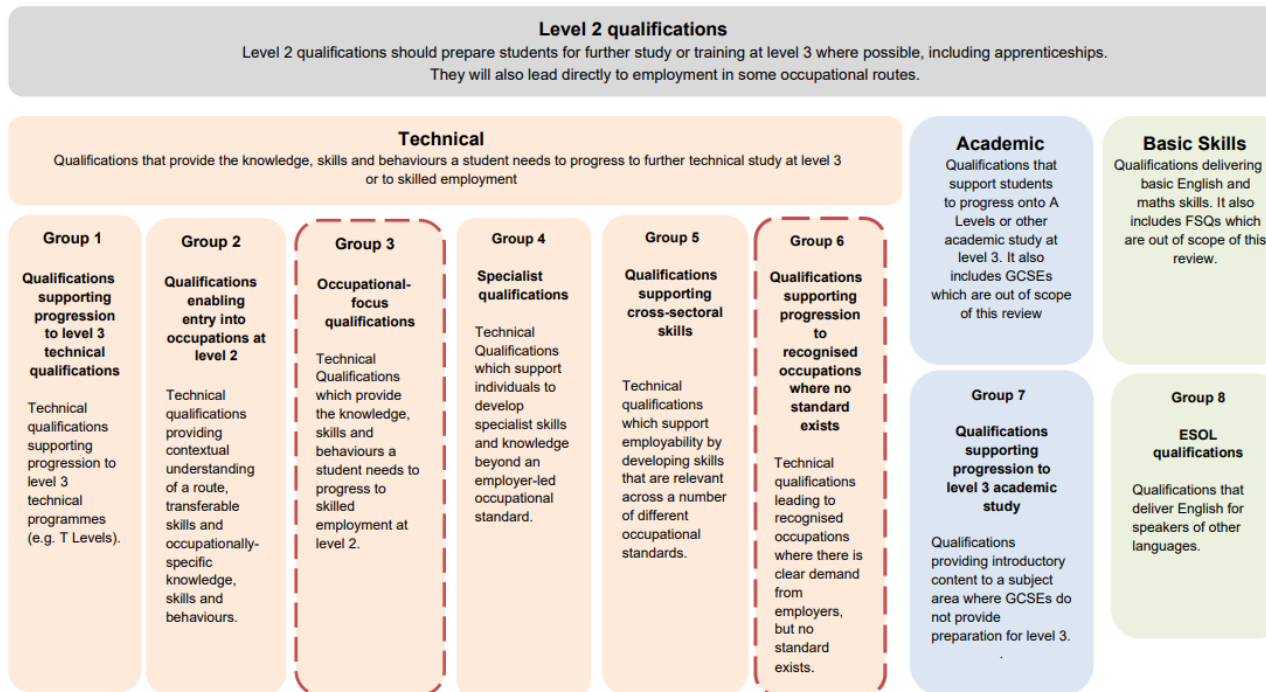 Level 2 qualifications
Level 2 qualifications should prepare students for further study or training at level 3 where possible, including apprenticeships.
They will also lead directly to employment in some occupational routes.
Technical
Qualifications that provide the knowledge, skills and behaviours a student needs to progress to further technical study at level 3
or to skilled employment
Group 1
Qualifications
supporting
progression
to level 3
technical
qualifications
Technical
qualifications
supporting
progression to
level 3
technical
programmes
(e.g. T Levels).
Group 2
Qualifications
enabling
entry into
occupations at
level 2
Technical
qualifications
providing
contextual
understanding
of a route,
transferable
skills and
occupationally-
specific
knowledge,
skills and
behaviours.
Group 3
Occupational-
focus
qualifications
Technical
Qualifications
which provide
the knowledge,
skills and
behaviours a
student needs to
progress to
skilled
employment at
level 2.
Group 4
Specialist
qualifications
Technical
Qualifications
which support
individuals to
develop
specialist skills
and knowledge
beyond an
employer-led
occupational
standard.
Group 5
Qualifications
supporting
cross-sectoral
skills
Technical
qualifications
which support
employability by
developing skills
that are relevant
across a number
of different
occupational
standards.
Group 6
Qualifications
supporting
progression
to
recognised
occupations
where no
standard
exists
Technical
qualifications
leading to
recognised
occupations
where there is
clear demand
from
employers,
but no
standard
exists.
Academic
Qualifications that
support students
to progress onto A
Levels or other
academic study at
level 3. It also
includes GCSEs
which are out of scope
of this review
Group 7
Qualifications
supporting
progression to
level 3 academic
study
Qualifications
providing introductory
content to a subject
area where GCSEs do
not provide
preparation for level 3.
.
Basic Skills
Qualifications delivering
basic English and
maths skills. It also
includes FSQs which
are out of scope of this
review.
Group 8
ESOL
qualifications
Qualifications that
deliver English for
speakers of other
languages.